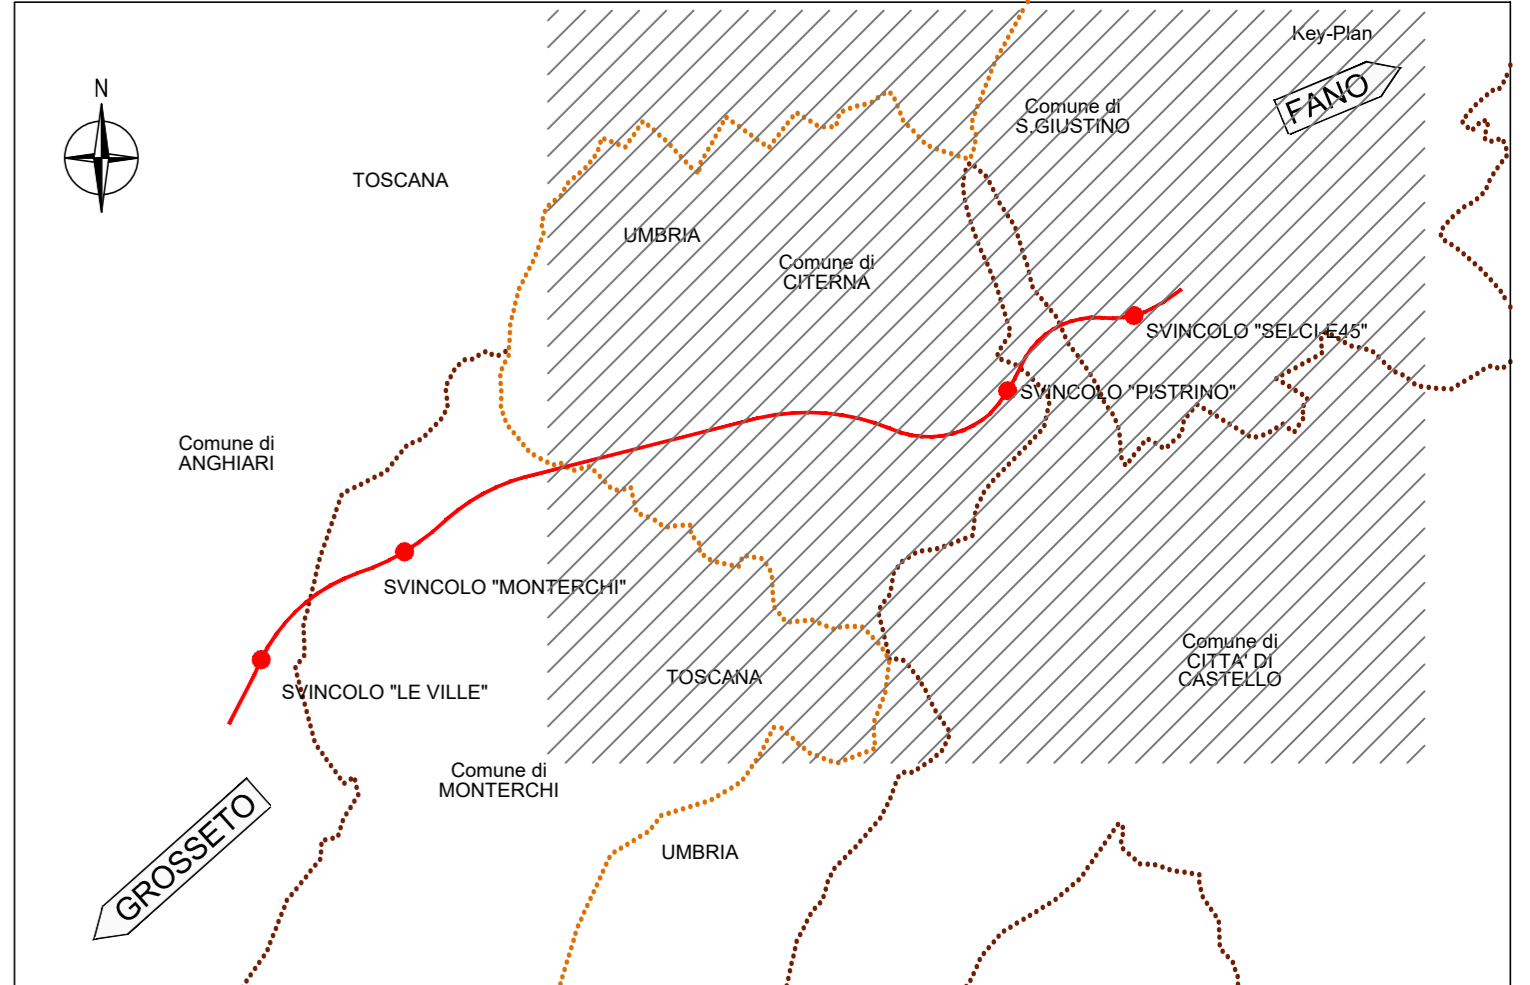 Key-Plan
N
FANO
Comune di
S.GIUSTINO
TOSCANA
UMBRIA
Comune di
CITERNA
SVINCOLO "SELCI-E45"
SVINCOLO "PISTRINO"
Comune di
ANGHIARI
SVINCOLO "MONTERCHI"
Comune di
CITTA' DI
CASTELLO
TOSCANA
SVINCOLO "LE VILLE"
Comune di
MONTERCHI
GROSSETO
UMBRIA